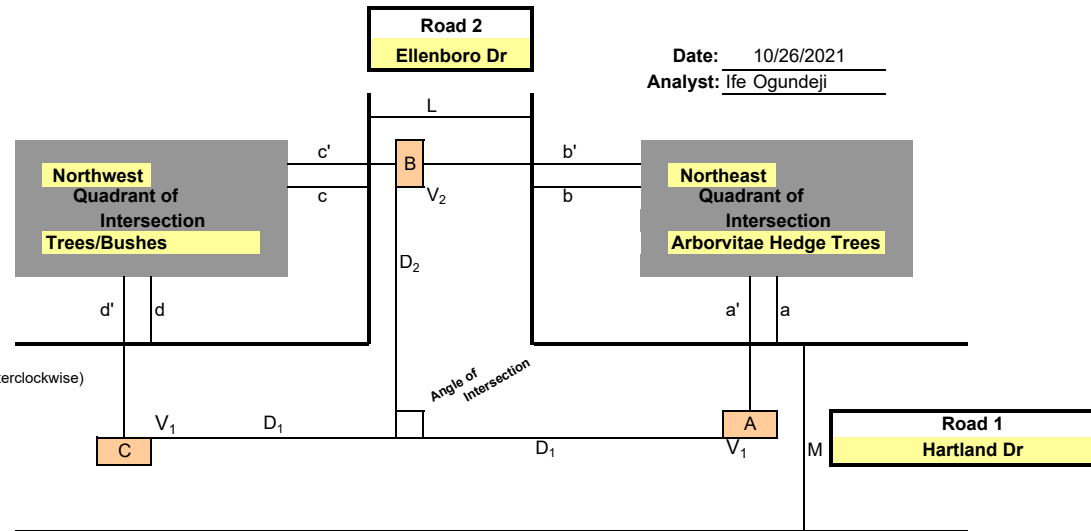 Road 2
Ellenboro Dr
Date: 10/26/2021
Analyst: Ife Ogundeji
L
c' B b'
Northwest
Quadrant of
Intersection
Trees/Bushes
c V2 b
Northeast
Quadrant of
Intersection
Arborvitae Hedge Trees
D2
d' d a' a
Angle of
Intersection
V1 D1 A
C D1 V1 M
Road 1
Hartland Dr